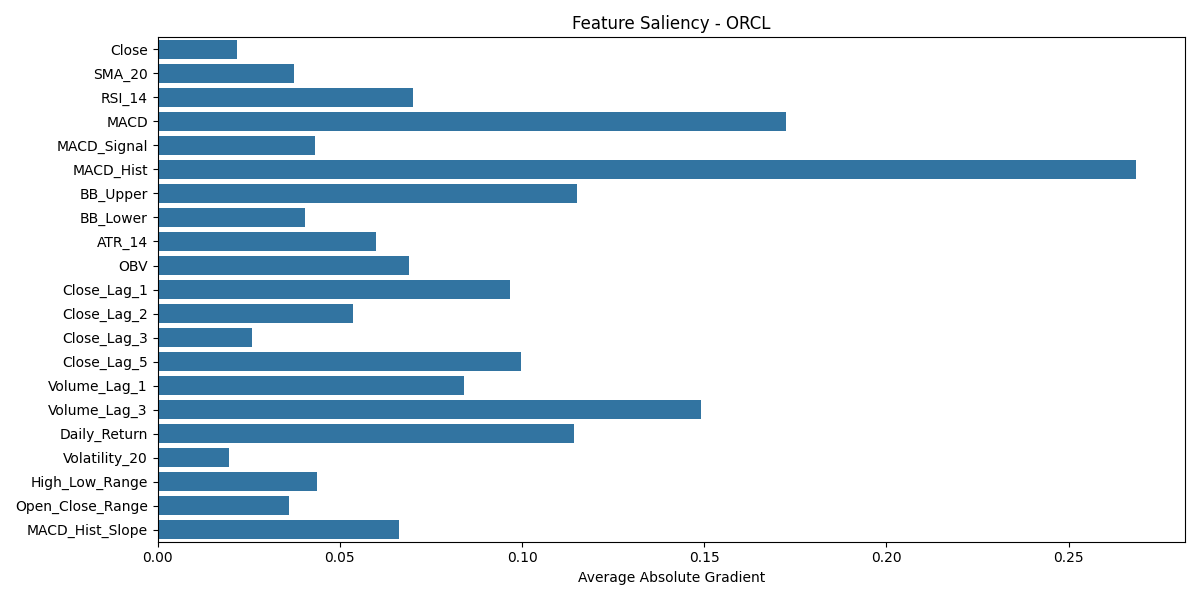 Feature Saliency - ORCL
Close
SMA_20
RSI_14
MACD
MACD_Signal
MACD_Hist
BB_Upper
BB_Lower
ATR_14
OBV
Close_Lag_1
Close_Lag_2
Close_Lag_3
Close_Lag_5
Volume_Lag_1
Volume_Lag_3
Daily_Return
Volatility_20
High_Low_Range
Open_Close_Range
MACD_Hist_Slope
0.00 0.05 0.10 0.15 0.20 0.25
Average Absolute Gradient